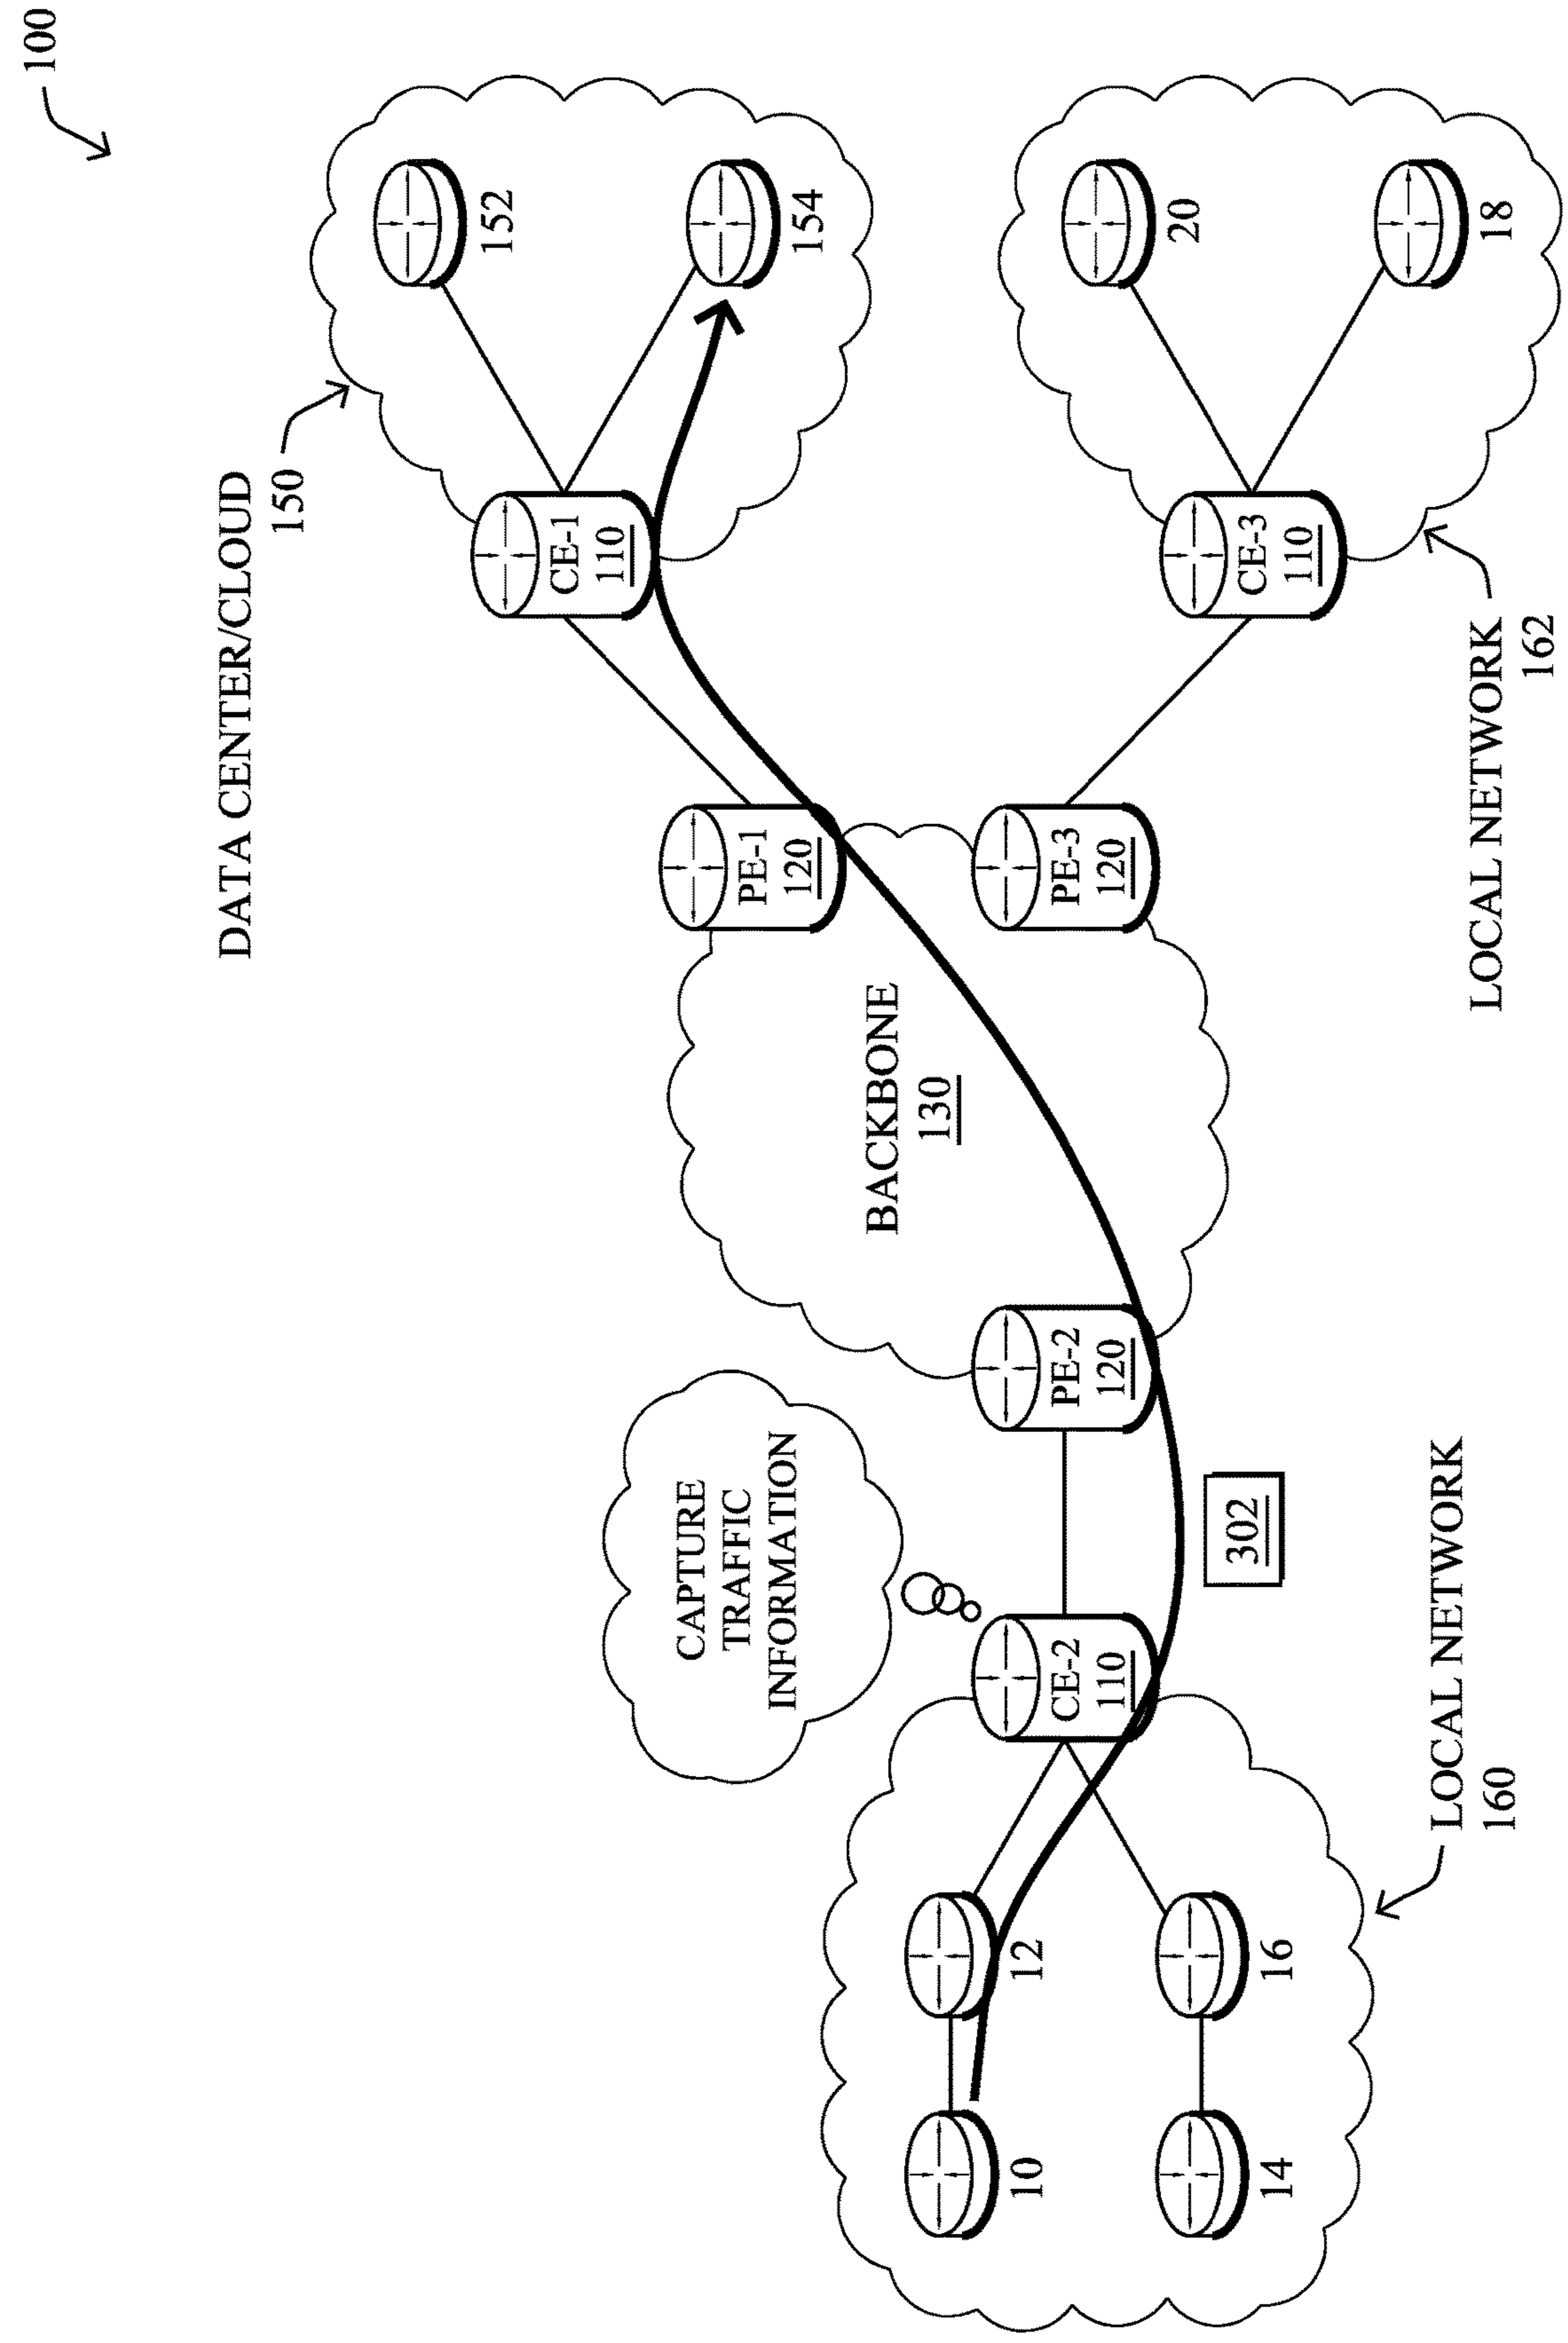 100
DATA CENTER/CLOUD
150
152
154
CE-1
110
PE-1
120
BACKBONE
130
CAPTURE
TRAFFIC
INFORMATION
10
12
14
16
CE-2
110
PE-2
120
302
PE-3
120
CE-3
110
20
18
LOCAL NETWORK
160
LOCAL NETWORK
162